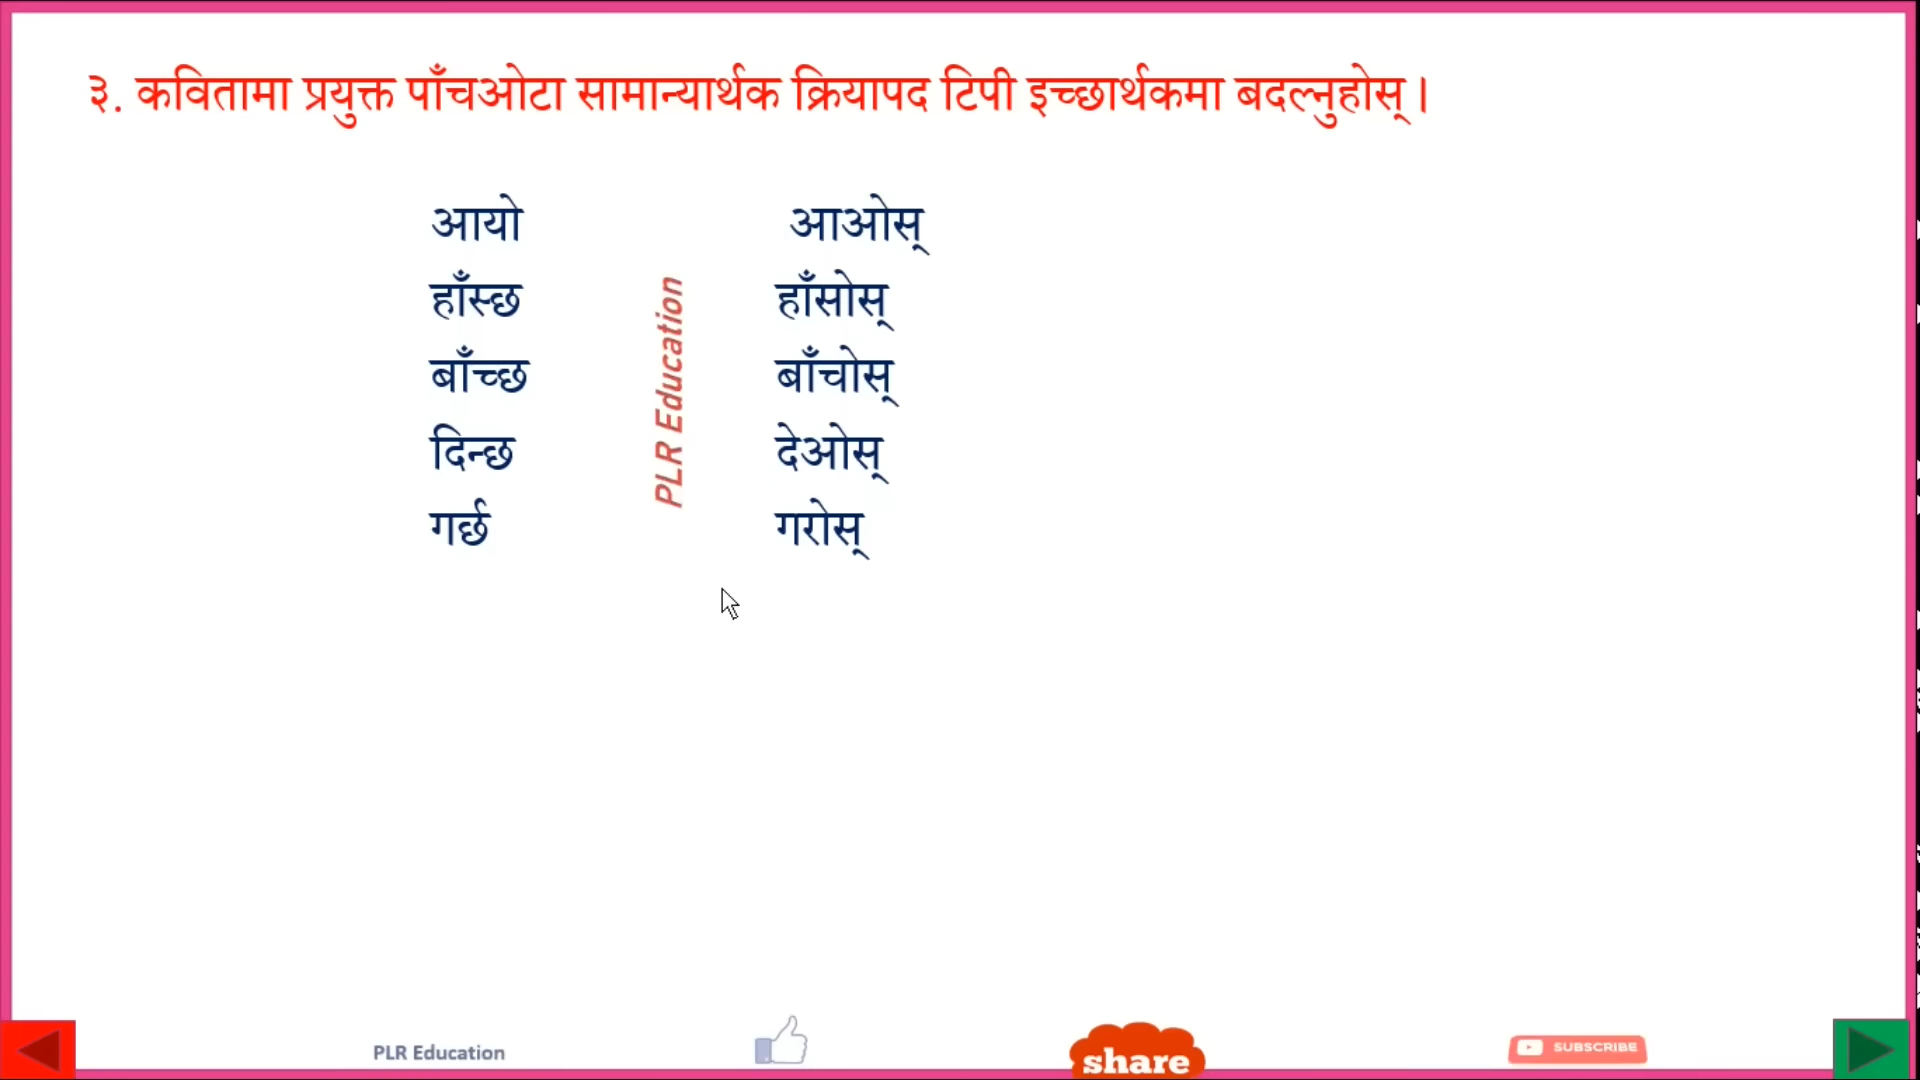 ३. कवितामा प्रयुक्त पाँचओटा सामान्यार्थक क्रियापद टिपी इच्छार्थकमा बदल्नुहोस् ।
आयो आओस्
हाँस्छ हाँसोस्
बाँच्छ बाँचोस्
दिन्छ देओस्
गर्छ गरोस्
PLR Education
PLR Education
share
SUBSCRIBE